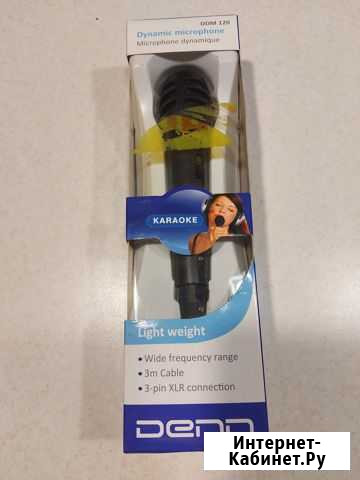 DDM 120
Dynamic microphone
Microphone dynamique
KARAOKE
Light weight
• Wide frequency range
• 3m Cable
• 3-pin XLR connection
Denn
Интернет-
Кабинет.Ру